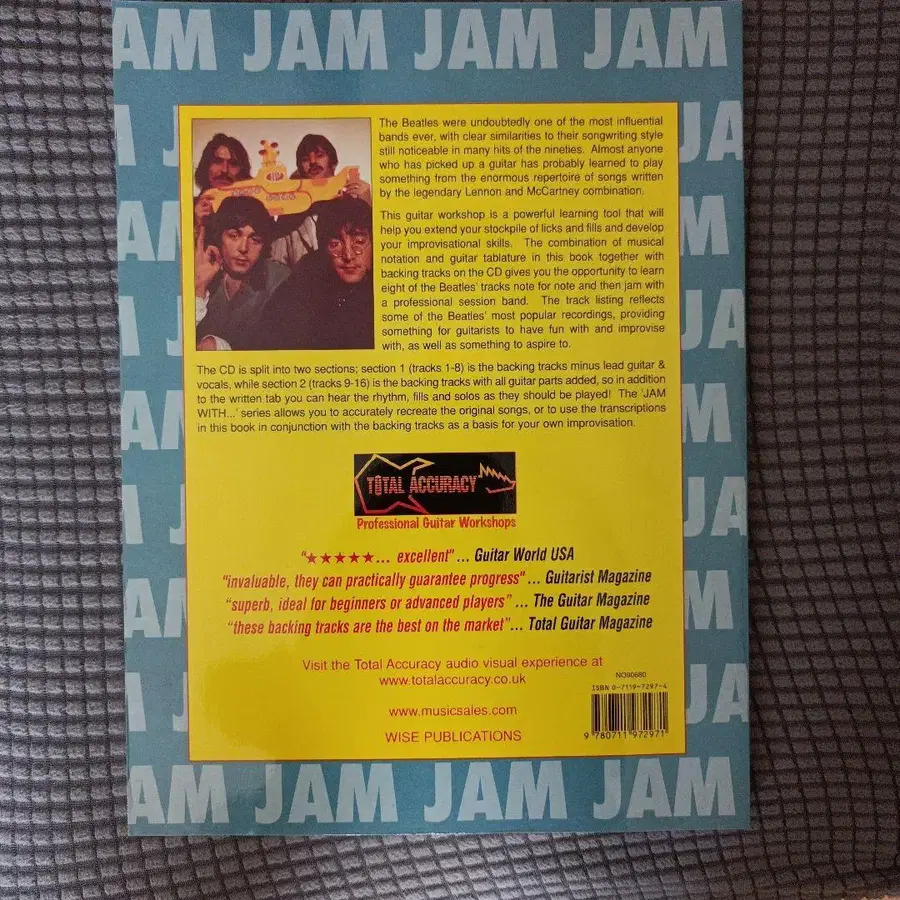 AM JAM JAM JAM
The Beatles were undoubtedly one of the most influential
bands ever, with clear similarities to their songwriting style
still noticeable in many hits of the nineties. Almost anyone
who has picked up a guitar has probably learned to play
something from the enormous repertoire of songs written
by the legendary Lennon and McCartney combination.
This guitar workshop is a powerful learning tool that will
help you extend your stockpile of licks and fills and develop
your improvisational skills. The combination of musical
notation and guitar tablature in this book together with
backing tracks on the CD gives you the opportunity to learn
eight of the Beatles' tracks note for note and then jam with
a professional session band. The track listing reflects
some of the Beatles' most popular recordings, providing
something for guitarists to have fun with and improvise
with, as well as something to aspire to.
The CD is split into two sections; section 1 (tracks 1-8) is the backing tracks minus lead guitar &
vocals, while section 2 (tracks 9-16) is the backing tracks with all guitar parts added, so in addition
to the written tab you can hear the rhythm, fills and solos as they should be played! The 'JAM
WITH...' series allows you to accurately recreate the original songs, or to use the transcriptions
in this book in conjunction with the backing tracks as a basis for your own improvisation.
TOTAL ACCURACY
Professional Guitar Workshops
"★★★★★... excellent" ... Guitar World USA
"invaluable, they can practically guarantee progress" ... Guitarist Magazine
"superb, ideal for beginners or advanced players" ... The Guitar Magazine
"these backing tracks are the best on the market"... Total Guitar Magazine
Visit the Total Accuracy audio visual experience at
www.totalaccuracy.co.uk
www.musicsales.com
WISE PUBLICATIONS
NO90680
ISBN 0-7119-7297-4
9 780711 972971
AM JAM JAM JAM